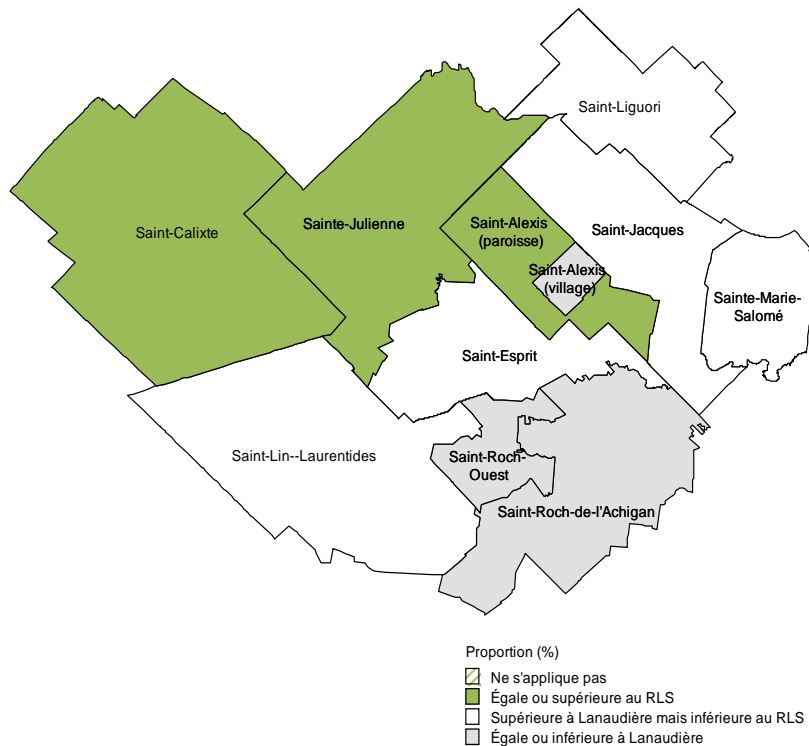 Saint-Liguori
Saint-Calixte
Sainte-Julienne
Saint-Alexis
(paroisse)
Saint-Jacques
Saint-Alexis
(village)
Sainte-Marie-
Salomé
Saint-Esprit
Saint-Lin--Laurentides
Saint-Roch-
Ouest
Saint-Roch-de-l'Achigan
Proportion (%)
Ne s'applique pas
Égale ou supérieure au RLS
Supérieure à Lanaudière mais inférieure au RLS
Égale ou inférieure à Lanaudière